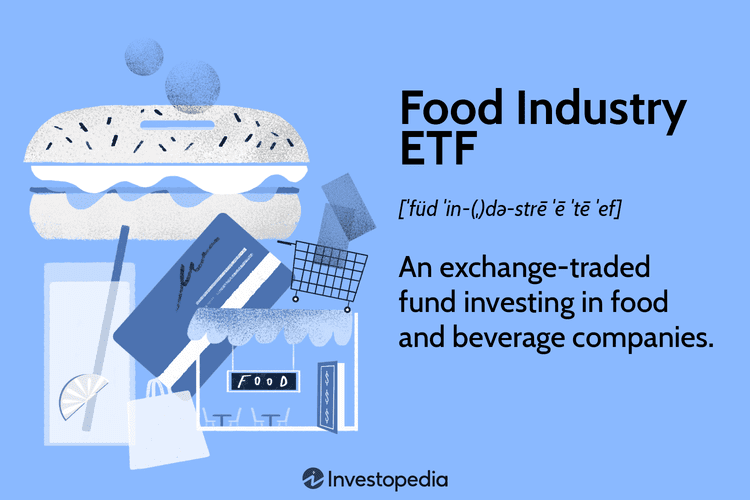 Food Industry
ETF
[ˈfüd ˈin-(ˌ)də-strē ˈē ˈtē ˈef]
An exchange-traded
fund investing in food
and beverage companies.
FOOD
Investopedia